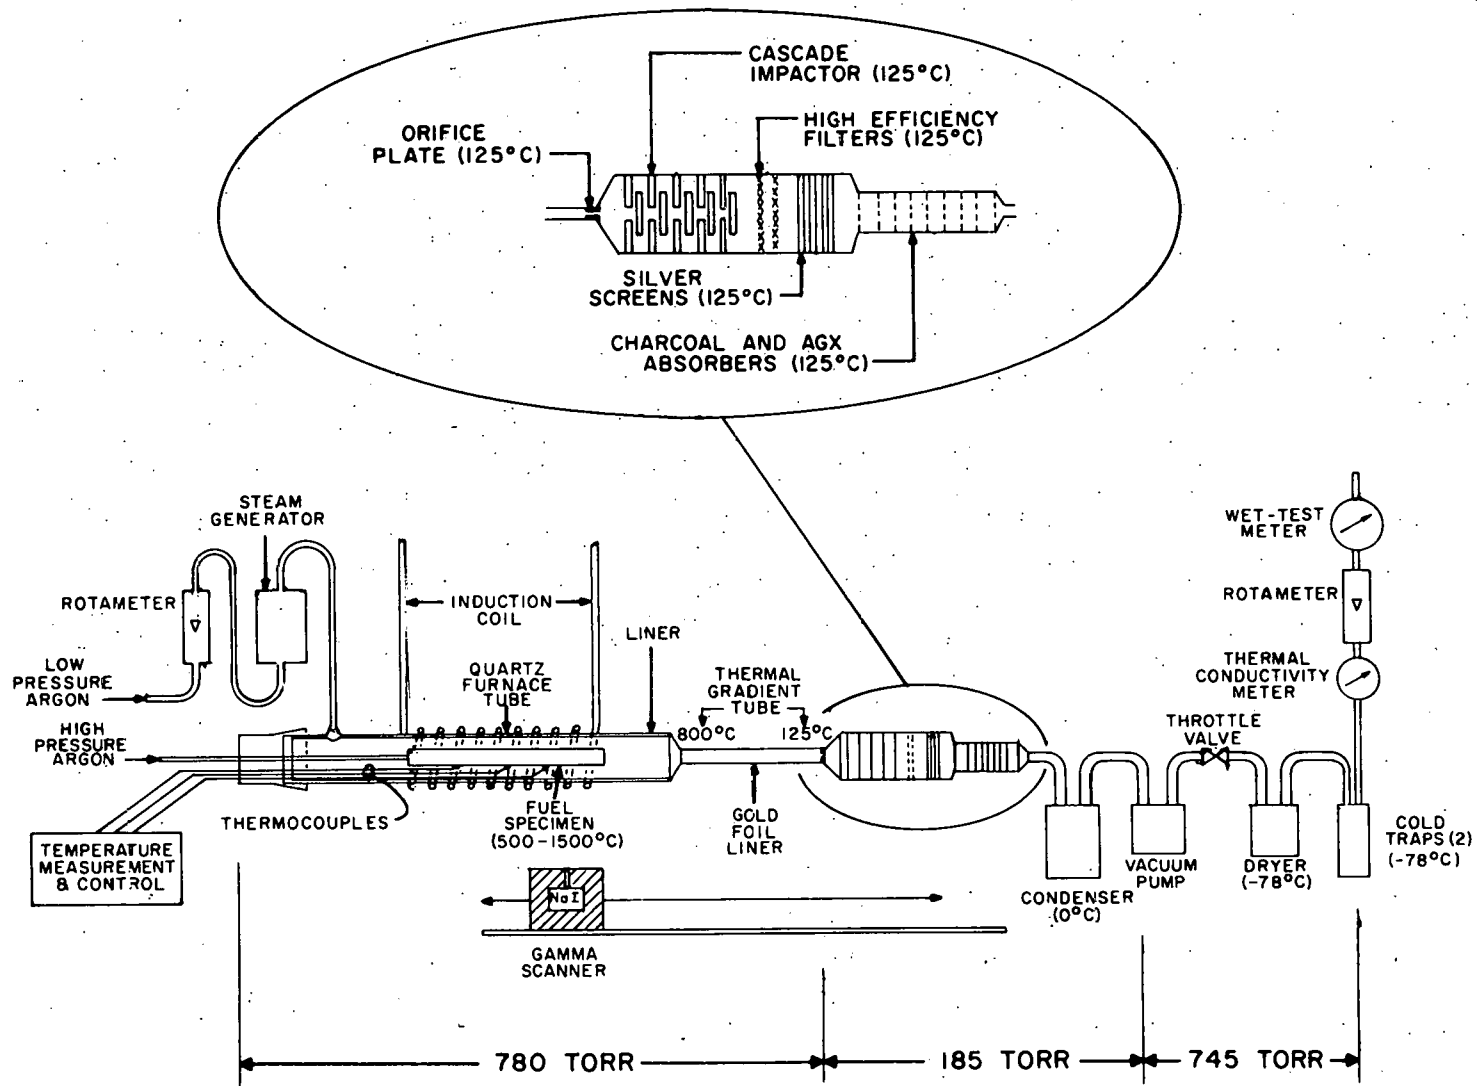 CASCADE
IMPACTOR (125°C)
HIGH EFFICIENCY
FILTERS (125°C)
ORIFICE
PLATE (125°C)
SILVER
SCREENS (125°C)
CHARCOAL AND AGX
ABSORBERS (125°C)
STEAM
GENERATOR
ROTAMETER
LOW
PRESSURE
ARGON
HIGH
PRESSURE
ARGON
INDUCTION
COIL
LINER
QUARTZ
FURNACE
TUBE
THERMAL
GRADIENT
TUBE
800°C
125°C
WET-TEST
METER
ROTAMETER
THERMAL
CONDUCTIVITY
METER
THROTTLE
VALVE
THERMOCOUPLES
FUEL
SPECIMEN
(500-1500°C)
GOLD
FOIL
LINER
TEMPERATURE
MEASUREMENT
& CONTROL
NaI
GAMMA
SCANNER
CONDENSER
(0°C)
VACUUM
PUMP
DRYER
(-78°C)
COLD
TRAPS (2)
(-78°C)
780 TORR
185 TORR
745 TORR